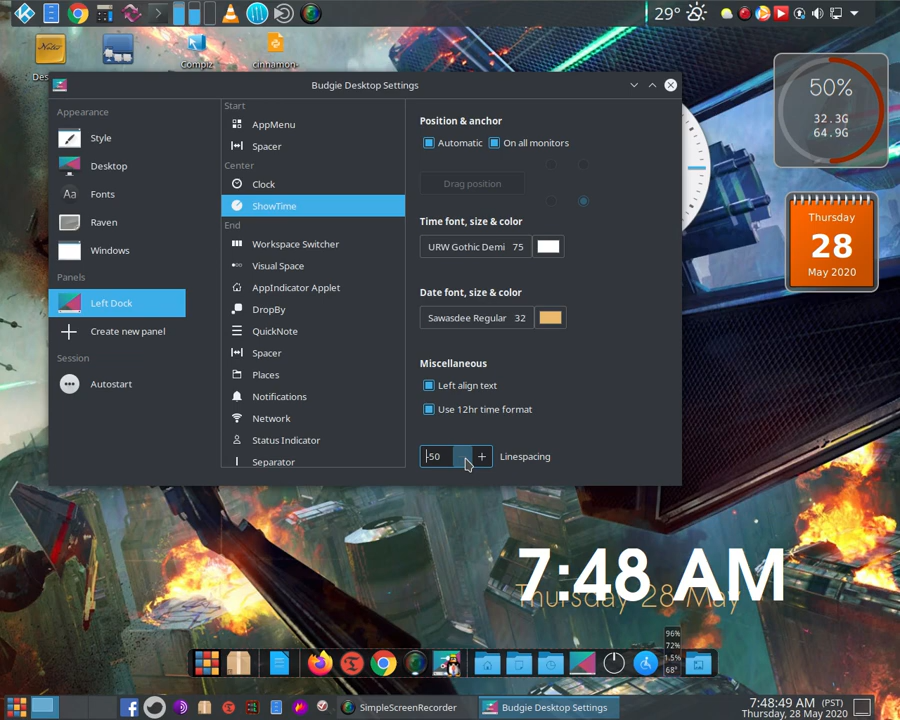 29°
Compiz
cinnamon-
Budgie Desktop Settings
Appearance
Style
Desktop
Fonts
Raven
Windows
Panels
Left Dock
Create new panel
Session
Autostart
Start
AppMenu
Spacer
Center
Clock
ShowTime
End
Workspace Switcher
Visual Space
AppIndicator Applet
DropBy
QuickNote
Spacer
Places
Notifications
Network
Status Indicator
Separator
Position & anchor
Automatic
On all monitors
Drag position
Time font, size & color
URW Gothic Demi 75
Date font, size & color
Sawasdee Regular 32
Miscellaneous
Left align text
Use 12hr time format
-50
Linespacing
50%
32.3G
64.9G
Thursday
28
May 2020
7:48 AM
Thursday 28 May
96%
72%
1.5%
68°
SimpleScreenRecorder
Budgie Desktop Settings
7:48:49 AM (PST)
Thursday, 28 May 2020